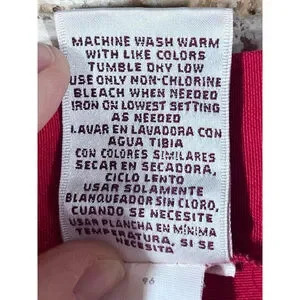 MACHINE WASH WARM
WITH LIKE COLORS
TUMBLE DRY LOW
USE ONLY NON-CHLORINE
BLEACH WHEN NEEDED
IRON ON LOWEST SETTING
AS NEEDED
LAVAR EN LAVADORA CON
AGUA TIBIA
CON COLORES SIMILARES
SECAR EN SECADORA,
CICLO LENTO
USAR SOLAMENTE
BLANQUEADOR SIN CLORO,
CUANDO SE NECESITE
USAR PLANCHA EN MÍNIMA
TEMPERATURA, SI SE
NECESITA
96